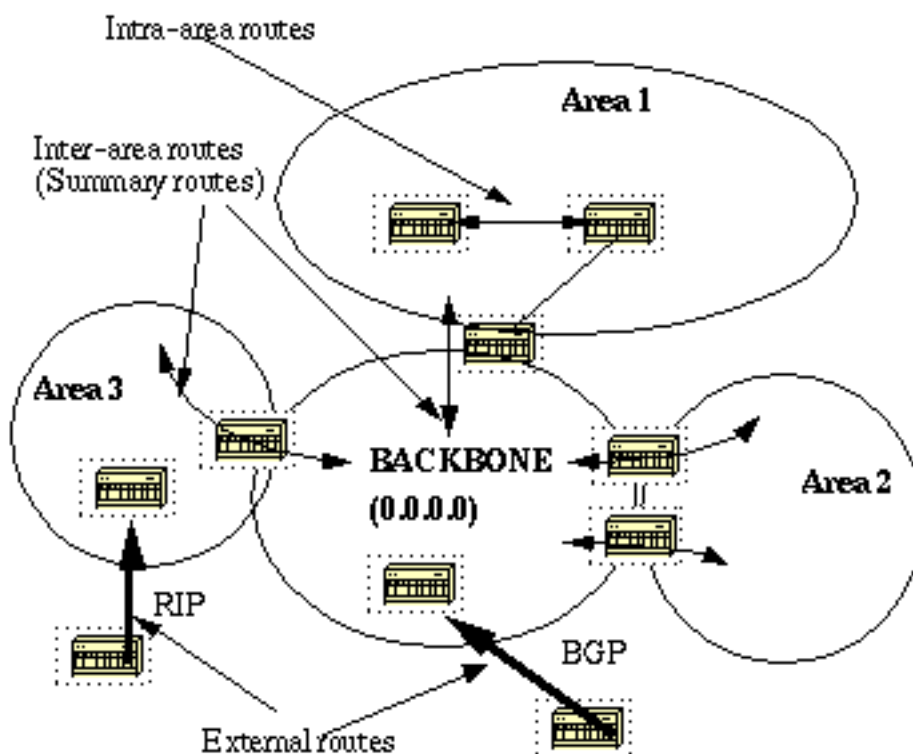 Intra-area routes
Area 1
Inter-area routes
(Summary routes)
Area 3
BACKBONE
(0.0.0.0)
Area 2
RIP
BGP
External routes